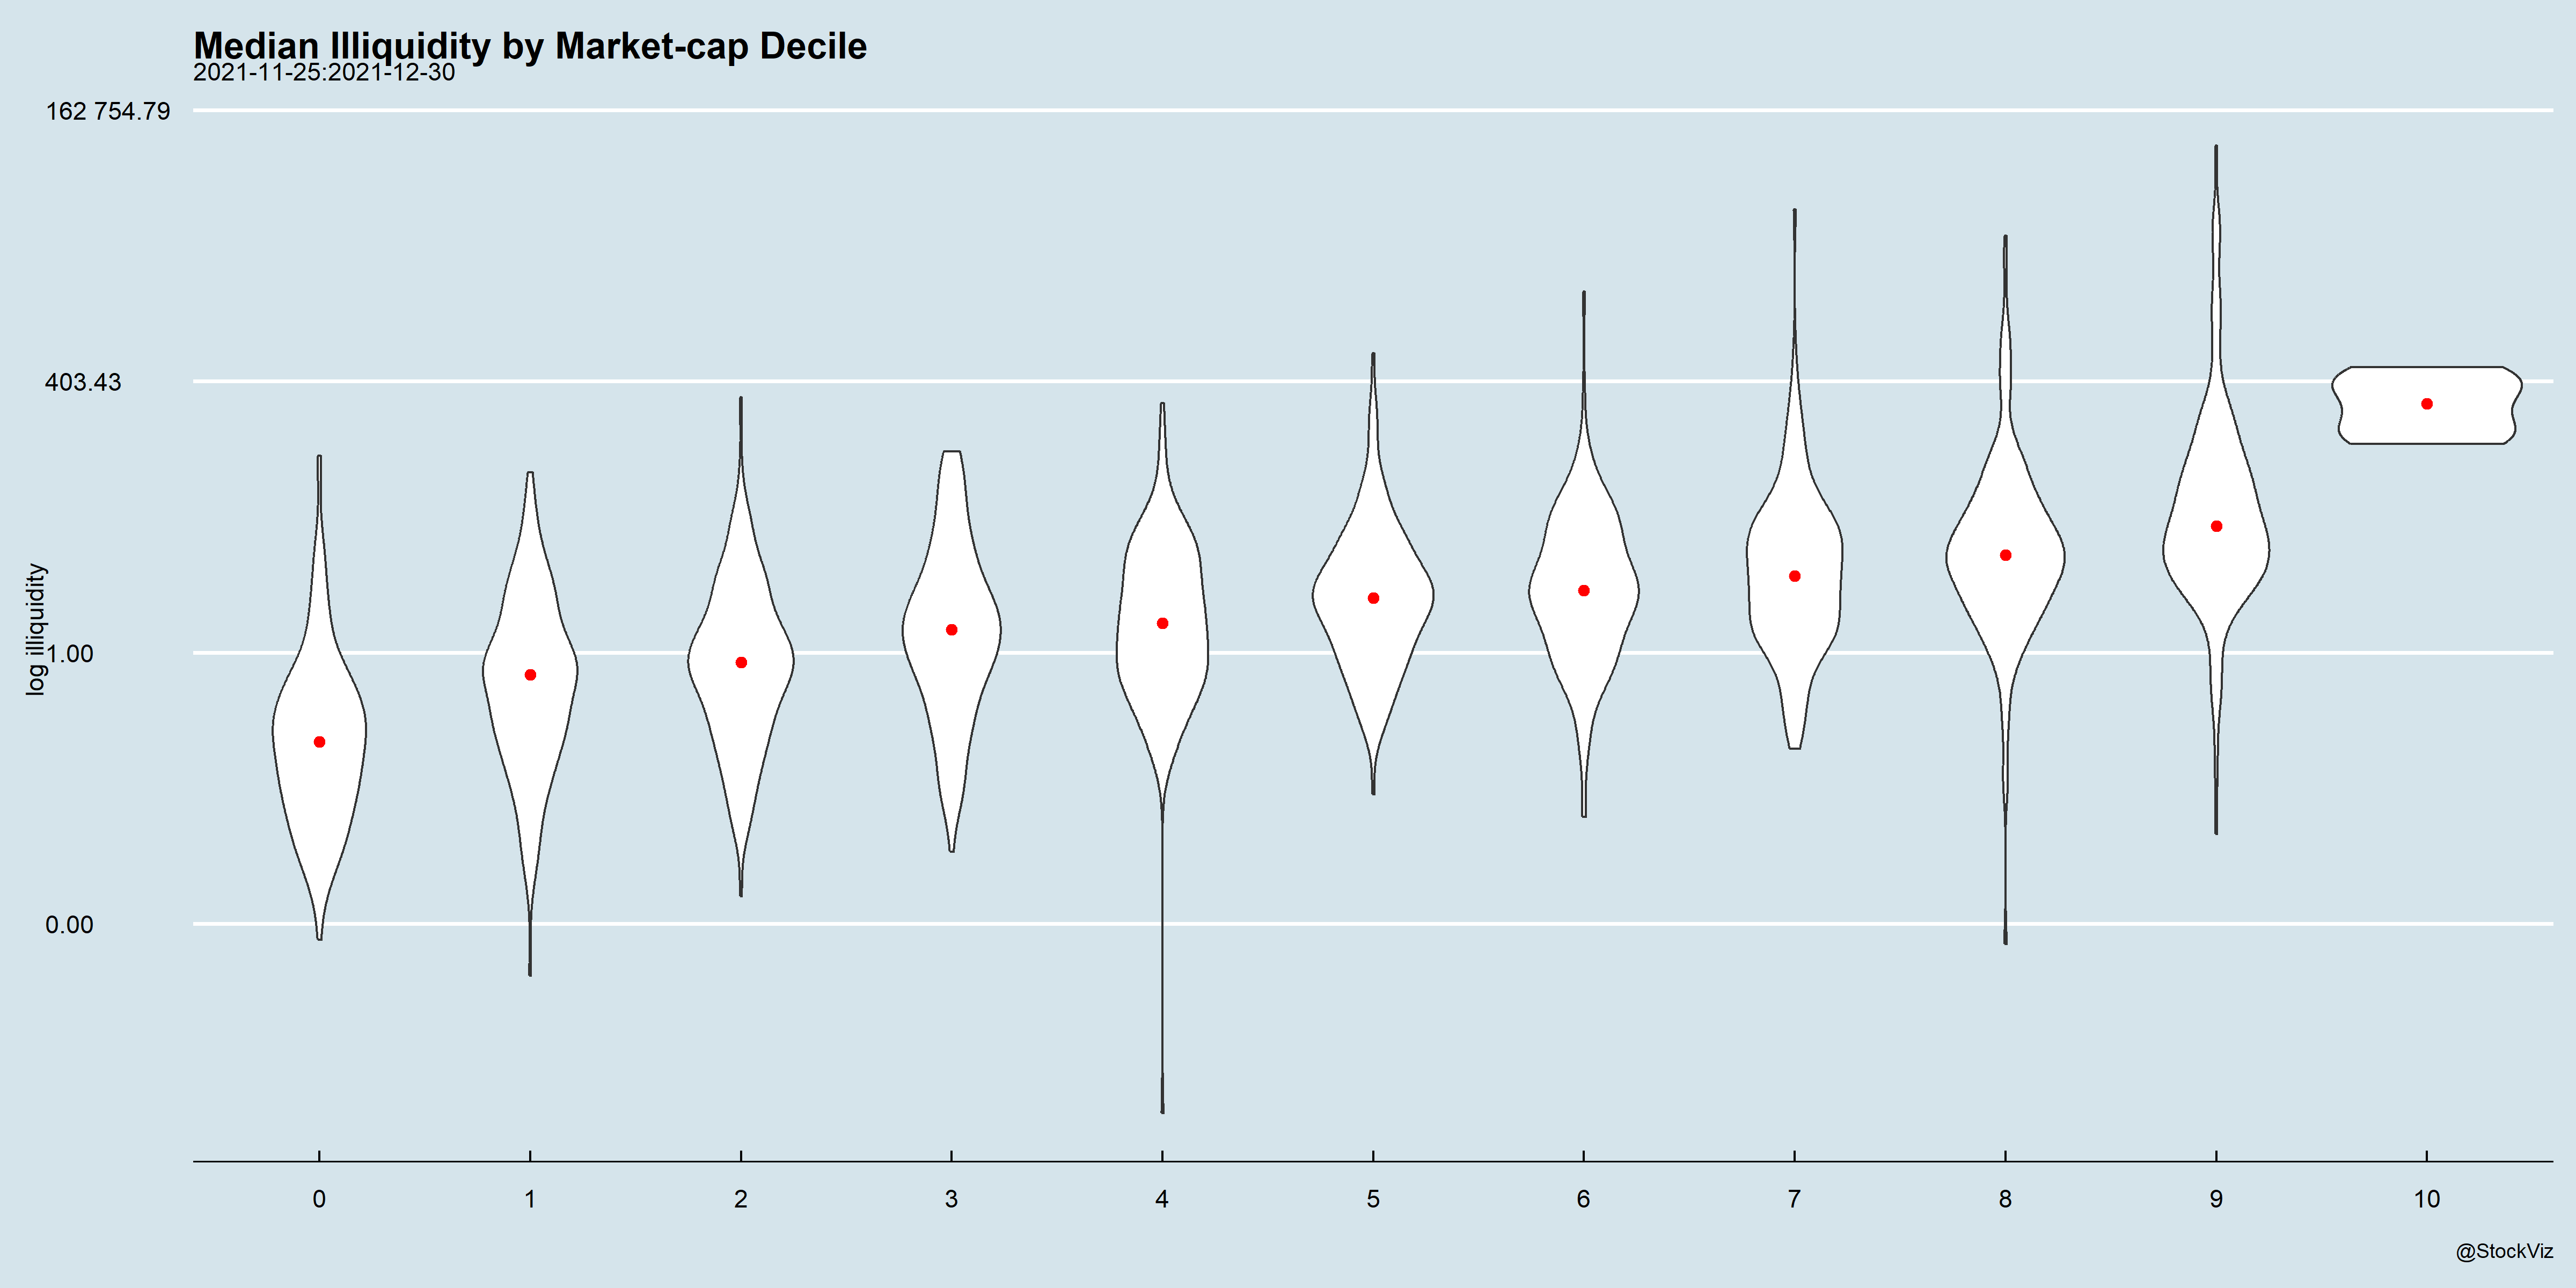 Median Illiquidity by Market-cap Decile
2021-11-25:2021-12-30
162 754.79
403.43
1.00
0.00
log illiquidity
0 1 2 3 4 5 6 7 8 9 10
@StockViz